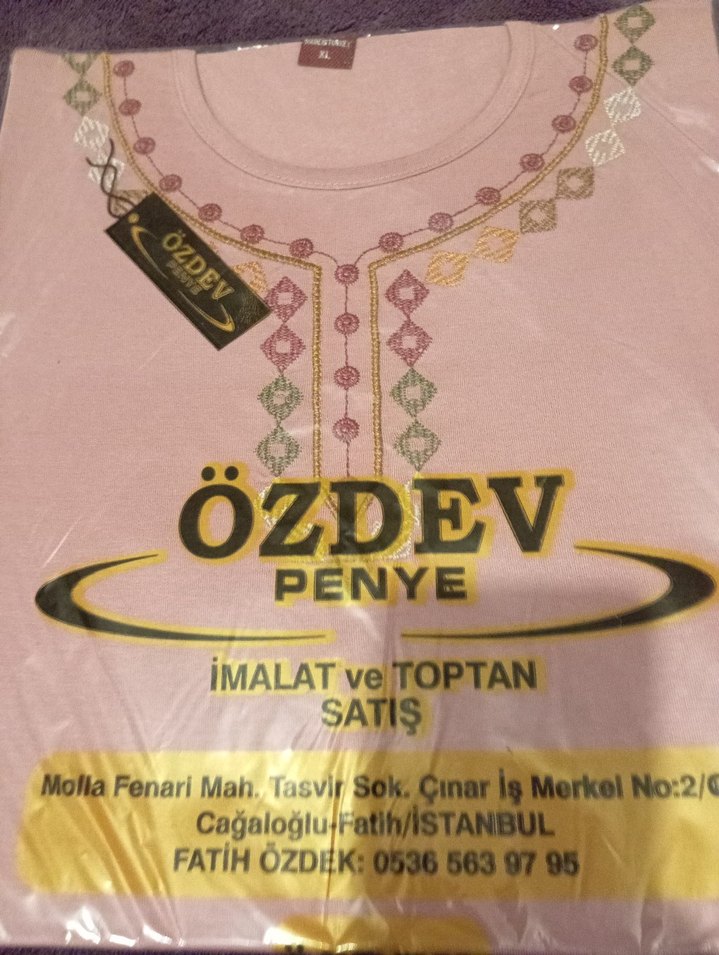 XL
ÖZDEV
PENYE
ÖZDEV
PENYE
İMALAT ve TOPTAN
SATIŞ
Molla Fenari Mah. Tasvir Sok. Çınar İş Merkel No:2/
Cağaloğlu-Fatih/İSTANBUL
FATİH ÖZDEK: 0536 563 97 95